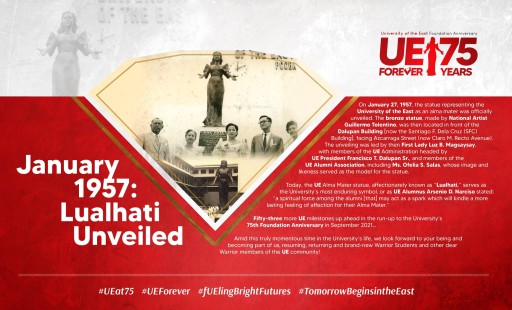 University of the East Foundation Anniversary
UE 75
FOREVER YEARS
January
1957:
Lualhati
Unveiled
On January 27, 1957, the statue representing the
University of the East as an alma mater was officially
unveiled. The bronze statue, made by National Artist
Guillermo Tolentino, was then located in front of the
Dalupan Building [now the Santiago F. Dela Cruz (SFC)
Building], facing Azcarraga Street (now Claro M. Recto Avenue).
The unveiling was led by then First Lady Luz B. Magsaysay,
with members of the UE Administration headed by
UE President Francisco T. Dalupan Sr., and members of the
UE Alumni Association, including Ms. Ofelia S. Salas, whose image and
likeness served as the model for the statue.
Today, the UE Alma Mater statue, affectionately known as "Lualhati," serves as
the University's most enduring symbol, or as UE Alumnus Arsenio D. Narciso stated:
"a spiritual force among the alumni [that] may act as a spark which will kindle a more
lasting feeling of affection for their Alma Mater."
Fifty-three more UE milestones up ahead in the run-up to the University's
75th Foundation Anniversary in September 2021...
Amid this truly momentous time in the University's life, we look forward to your being and
becoming part of us, resuming, returning and brand-new Warrior Students and other dear
Warrior members of the UE community!
#UEat75 #UEForever #fUElingBrightFutures #TomorrowBeginsintheEast